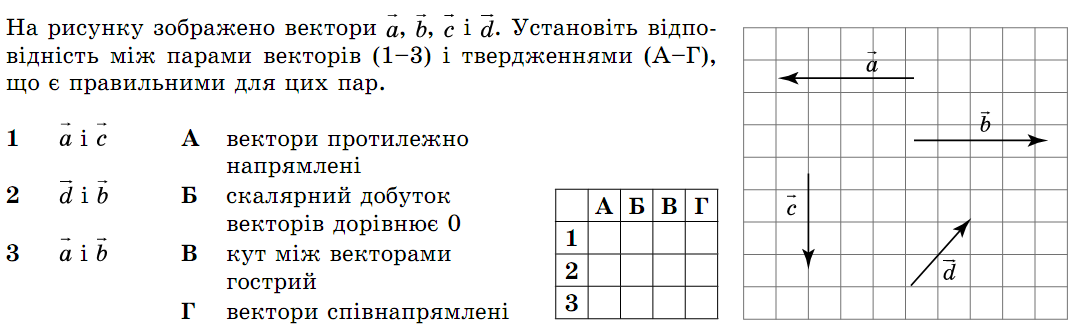 На рисунку зображено вектори a⃗, b⃗, c⃗ і d⃗. Установіть відпо-
відність між парами векторів (1–3) і твердженнями (А–Г),
що є правильними для цих пар.
1 a⃗ і c⃗
2 d⃗ і b⃗
3 a⃗ і b⃗
А вектори протилежно
напрямлені
Б скалярний добуток
векторів дорівнює 0
В кут між векторами
гострий
Г вектори співнапрямлені
А Б В Г
1
2
3
a⃗
b⃗
c⃗
d⃗